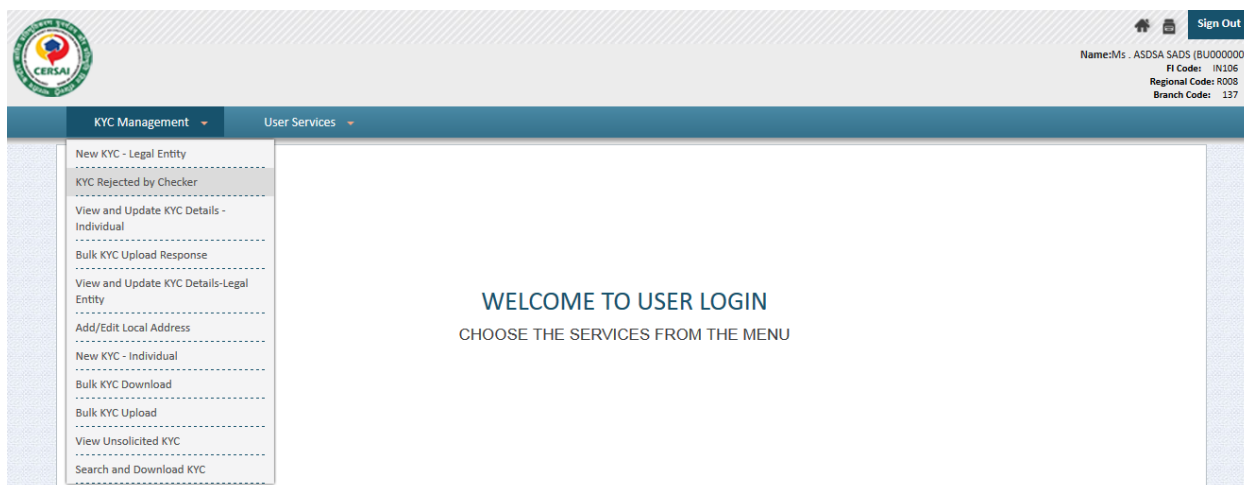 CERSAI
Sign Out
Name:Ms . ASDSA SADS (BU000000
FI Code: IN106
Regional Code: R008
Branch Code: 137
KYC Management
User Services
New KYC - Legal Entity
KYC Rejected by Checker
View and Update KYC Details -
Individual
Bulk KYC Upload Response
View and Update KYC Details-Legal
Entity
Add/Edit Local Address
New KYC - Individual
Bulk KYC Download
Bulk KYC Upload
View Unsolicited KYC
Search and Download KYC
WELCOME TO USER LOGIN
CHOOSE THE SERVICES FROM THE MENU